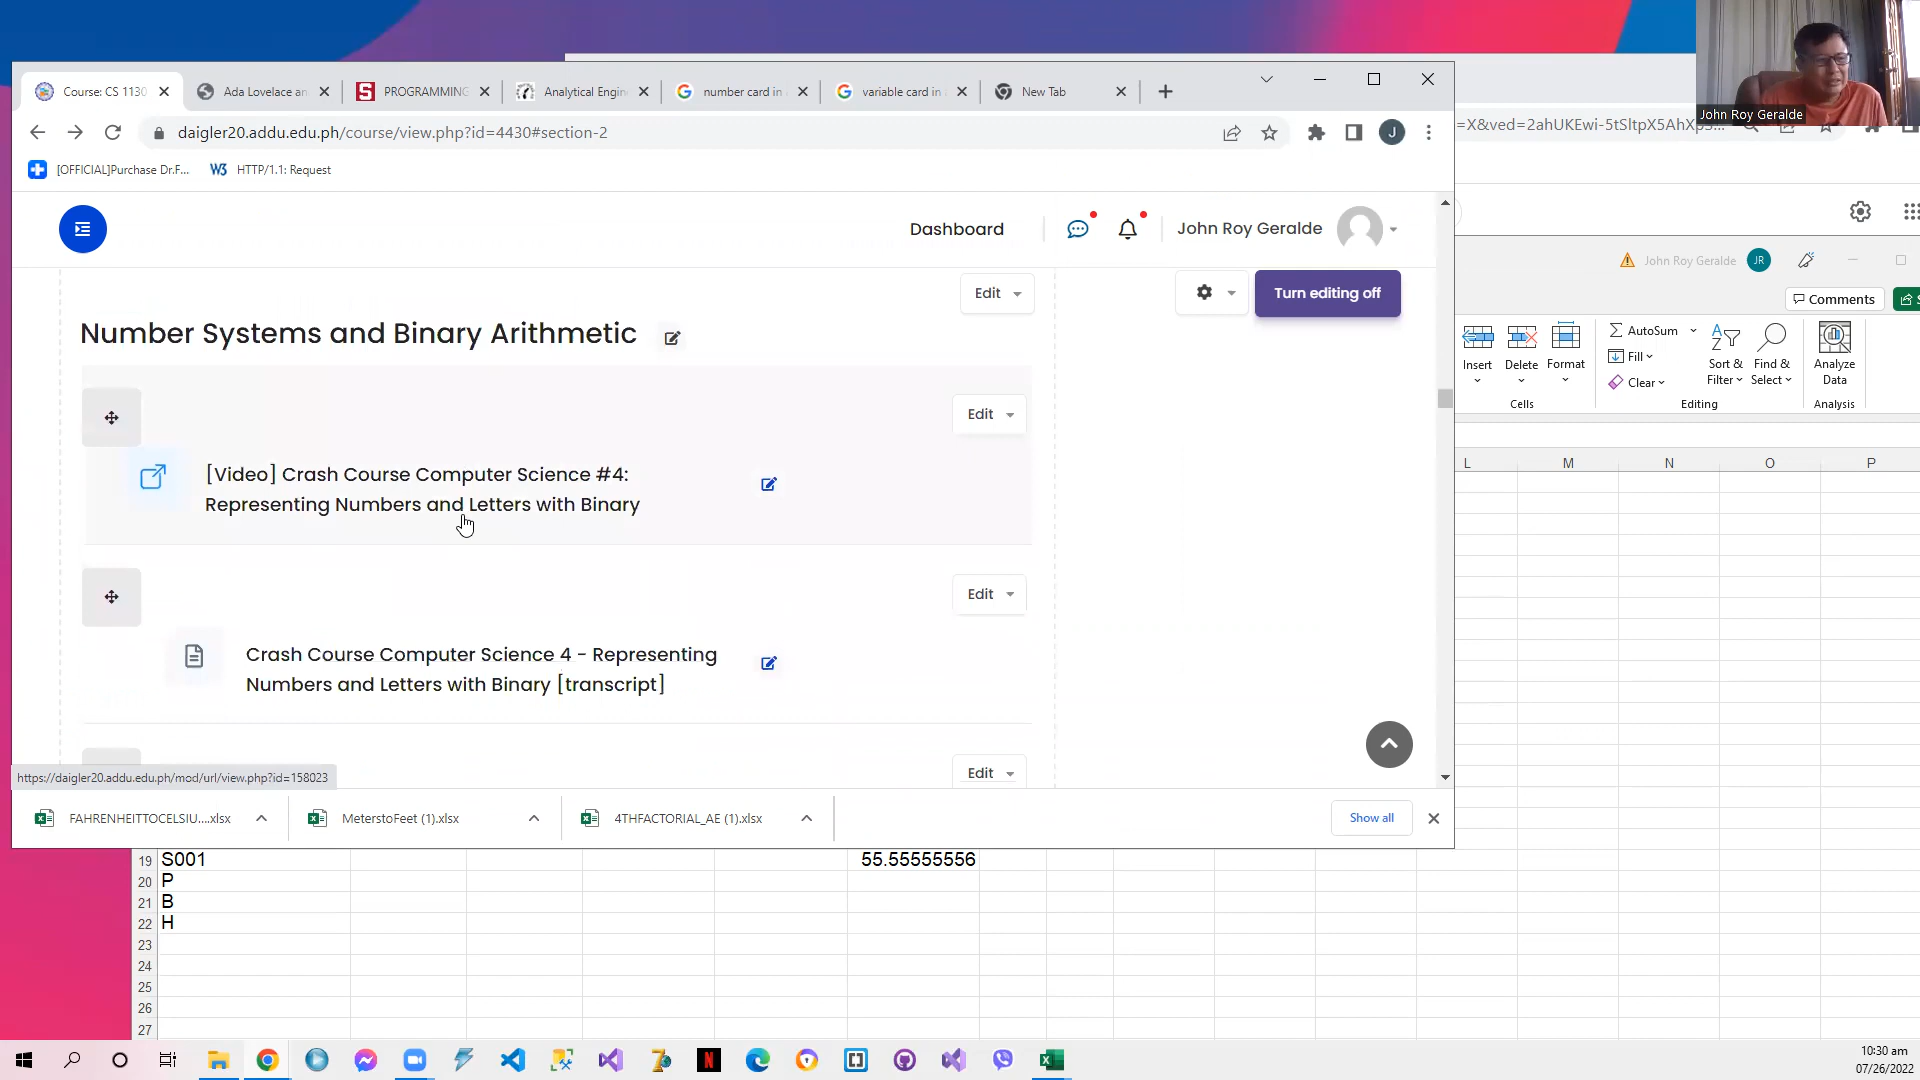 Course: CS 1130
Ada Lovelace an
PROGRAMMING
Analytical Engin
number card in
variable card in
New Tab
daigler20.addu.edu.ph/course/view.php?id=4430#section-2
J
[OFFICIAL]Purchase Dr.F...
W3 HTTP/1.1: Request
Dashboard
John Roy Geralde
Edit
Turn editing off
Number Systems and Binary Arithmetic
Edit
[Video] Crash Course Computer Science #4:
Representing Numbers and Letters with Binary
Edit
Crash Course Computer Science 4 - Representing
Numbers and Letters with Binary [transcript]
Edit
https://daigler20.addu.edu.ph/mod/url/view.php?id=158023
FAHRENHEITTOCELSIU....xlsx
MeterstoFeet (1).xlsx
4THFACTORIAL_AE (1).xlsx
Show all
John Roy Geralde
John Roy Geralde
JR
Comments
Insert
Delete
Format
Cells
AutoSum
Fill
Clear
Sort &
Filter
Find &
Select
Editing
Analyze
Data
Analysis
L M N O P
19 S001 55.55555556
20 P
21 B
22 H
23
24
25
26
27
10:30 am
07/26/2022